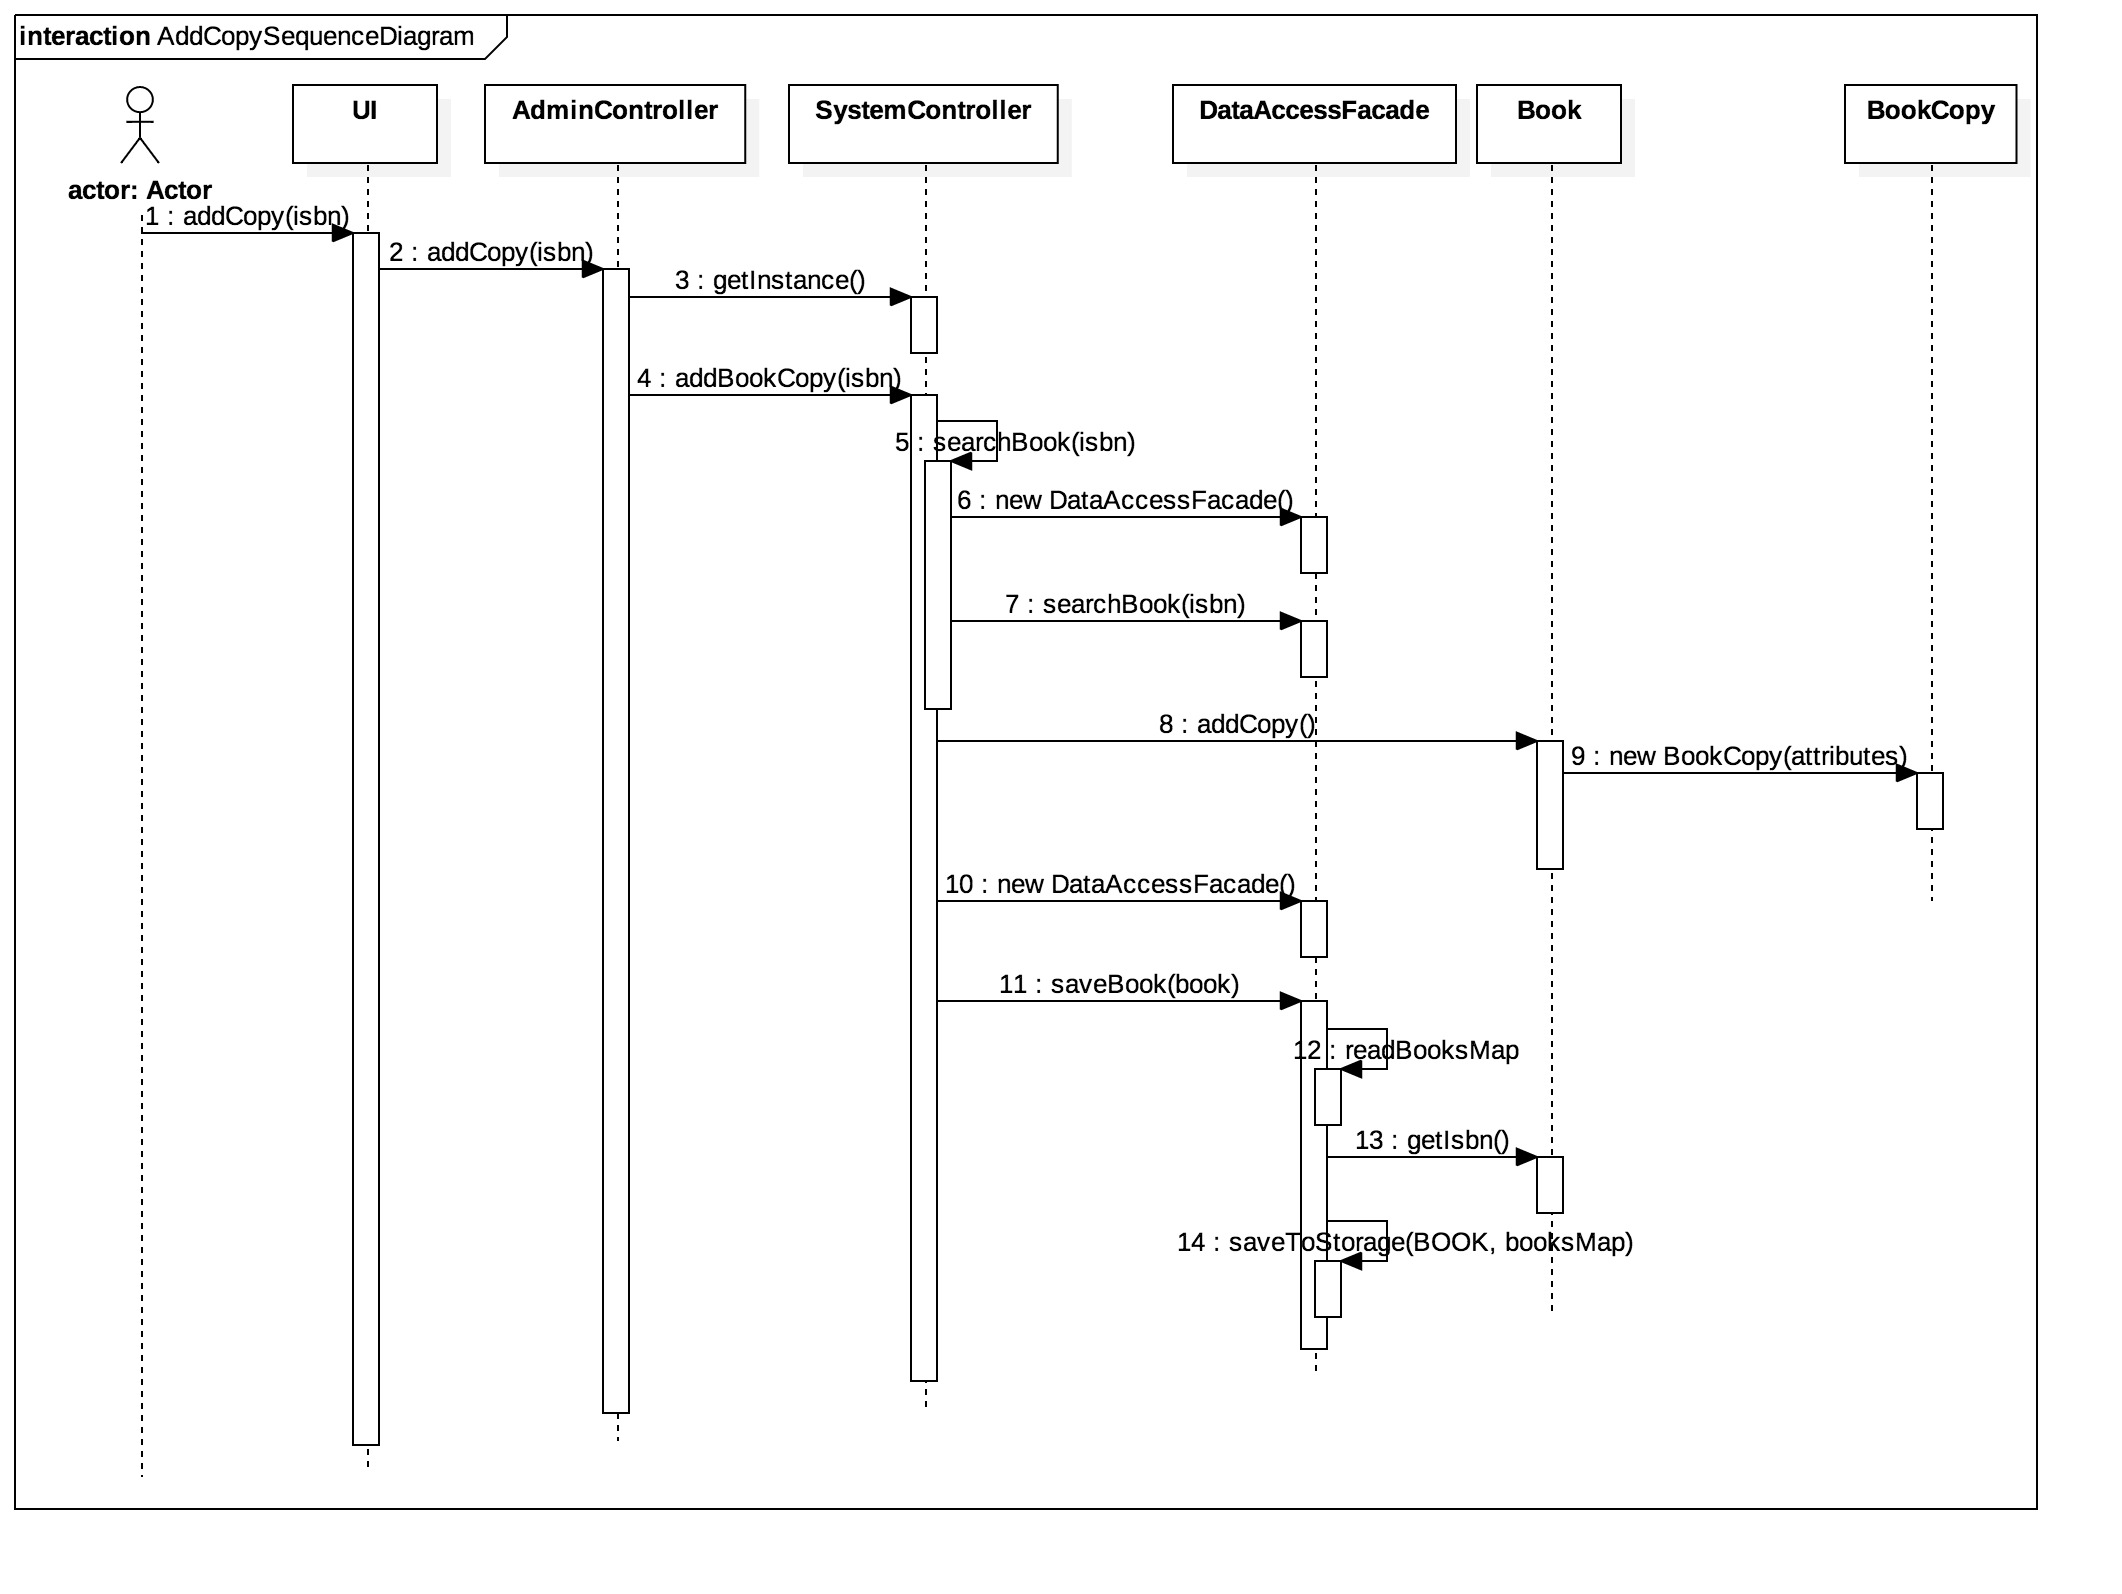 interaction AddCopySequenceDiagram
UI
AdminController
SystemController
DataAccessFacade
Book
BookCopy
actor: Actor
1 : addCopy(isbn)
2 : addCopy(isbn)
3 : getInstance()
4 : addBookCopy(isbn)
5 : searchBook(isbn)
6 : new DataAccessFacade()
7 : searchBook(isbn)
8 : addCopy()
9 : new BookCopy(attributes)
10 : new DataAccessFacade()
11 : saveBook(book)
12 : readBooksMap
13 : getIsbn()
14 : saveToStorage(BOOK, booksMap)